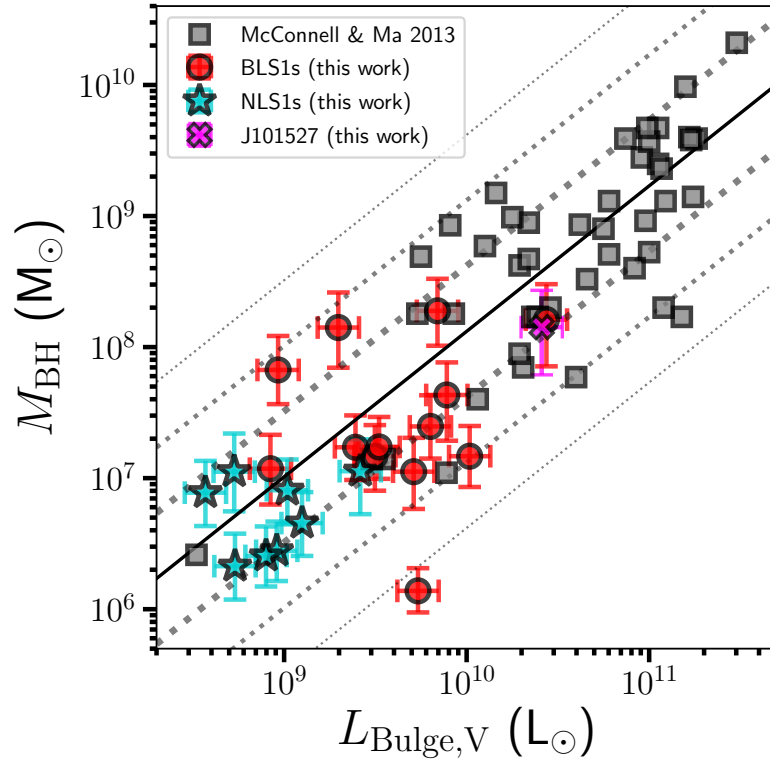 McConnell & Ma 2013
BLS1s (this work)
NLS1s (this work)
J101527 (this work)
10^10
10^9
10^8
10^7
10^6
M_BH (M_⊙)
10^9 10^10 10^11
L_Bulge,V (L_⊙)